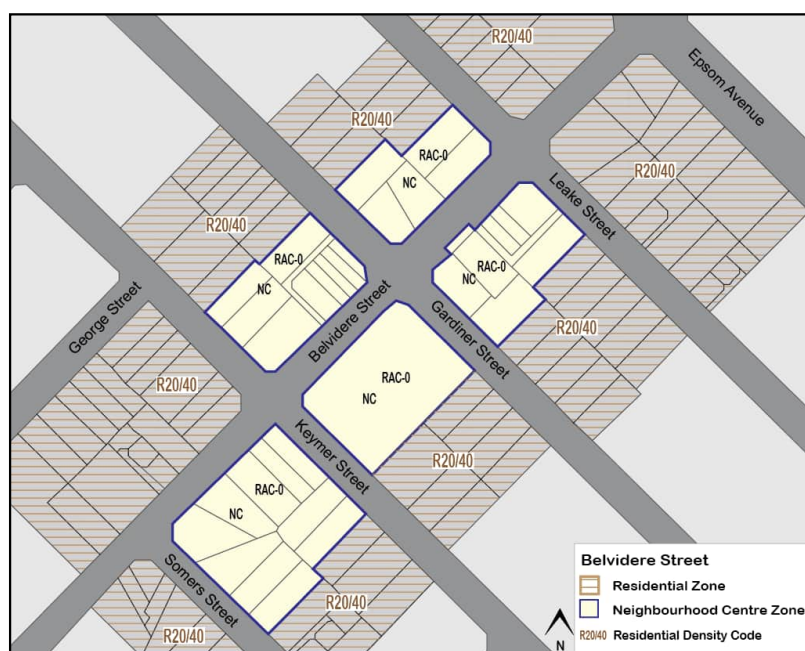 R20/40
Epsom Avenue
R20/40
RAC-0
R20/40
NC
Leake Street
R20/40
RAC-0
NC
RAC-0
NC
Belvidere Street
Gardiner Street
R20/40
George Street
R20/40
RAC-0
NC
Keymer Street
R20/40
RAC-0
NC
Somers Street
R20/40
R20/40
N
Belvidere Street
Residential Zone
Neighbourhood Centre Zone
R20/40 Residential Density Code